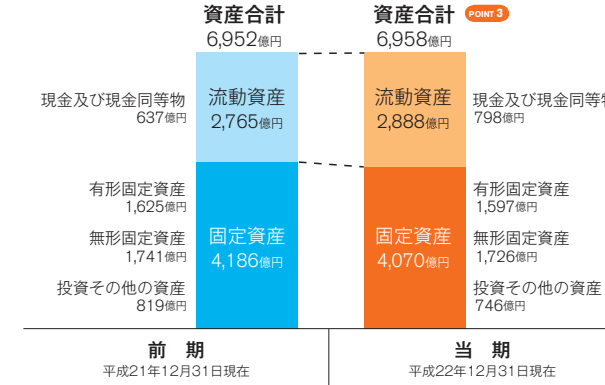 資産合計
6,952億円
資産合計 POINT 3
6,958億円
現金及び現金同等物
637億円
流動資産
2,765億円
流動資産
2,888億円
現金及び現金同等物
798億円
有形固定資産
1,625億円
無形固定資産
1,741億円
投資その他の資産
819億円
固定資産
4,186億円
固定資産
4,070億円
有形固定資産
1,597億円
無形固定資産
1,726億円
投資その他の資産
746億円
前 期
平成21年12月31日現在
当 期
平成22年12月31日現在